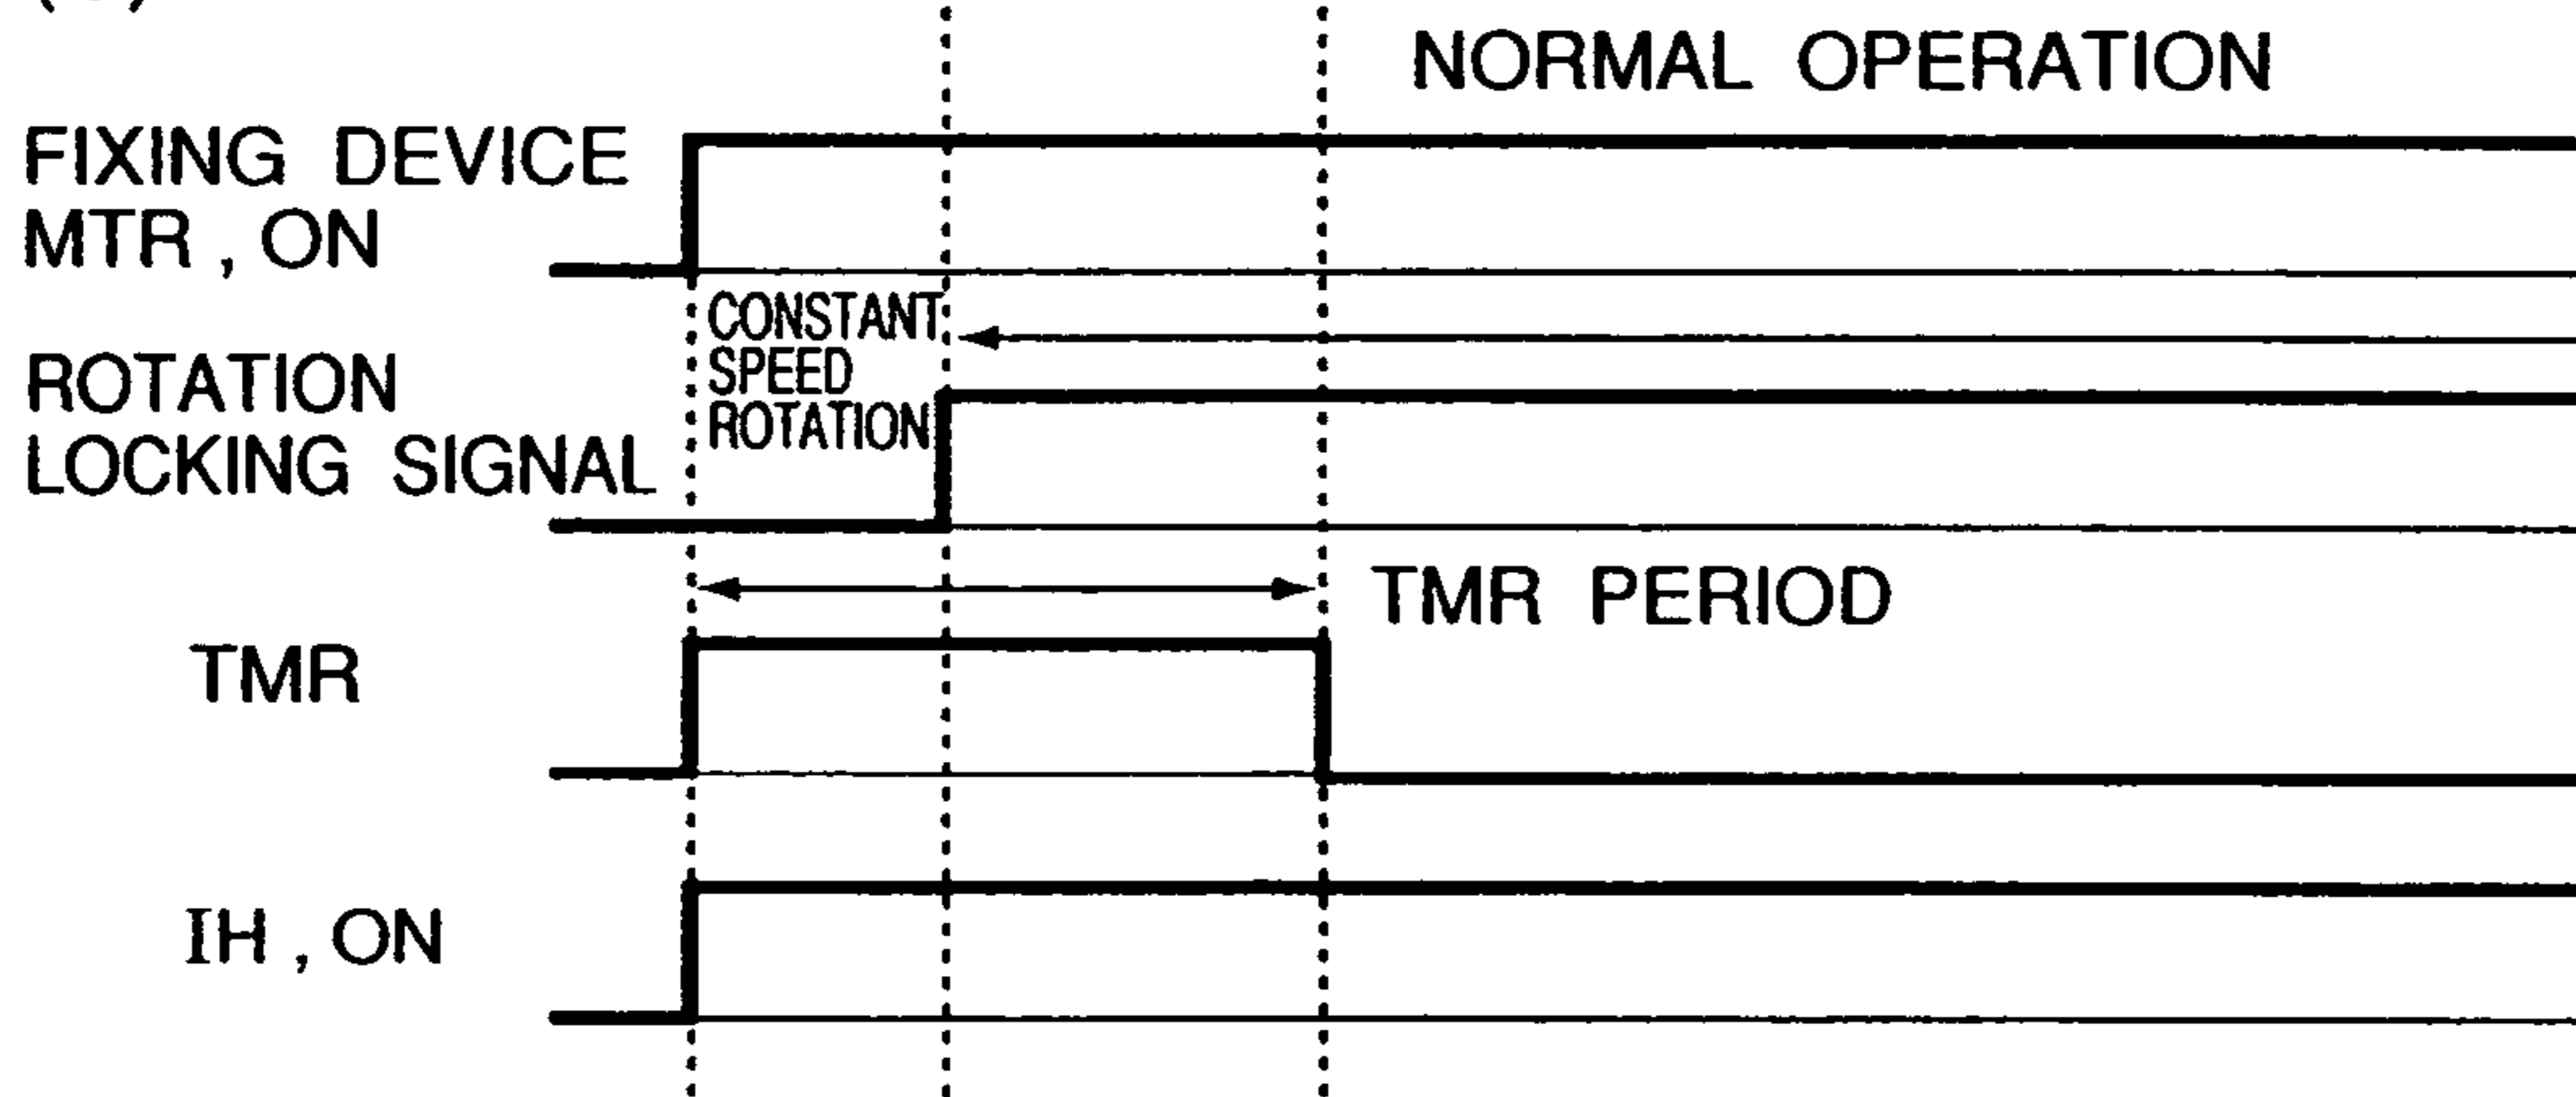 NORMAL OPERATION
FIXING DEVICE
MTR , ON
CONSTANT
SPEED
ROTATION
ROTATION
LOCKING SIGNAL
TMR PERIOD
TMR
IH , ON